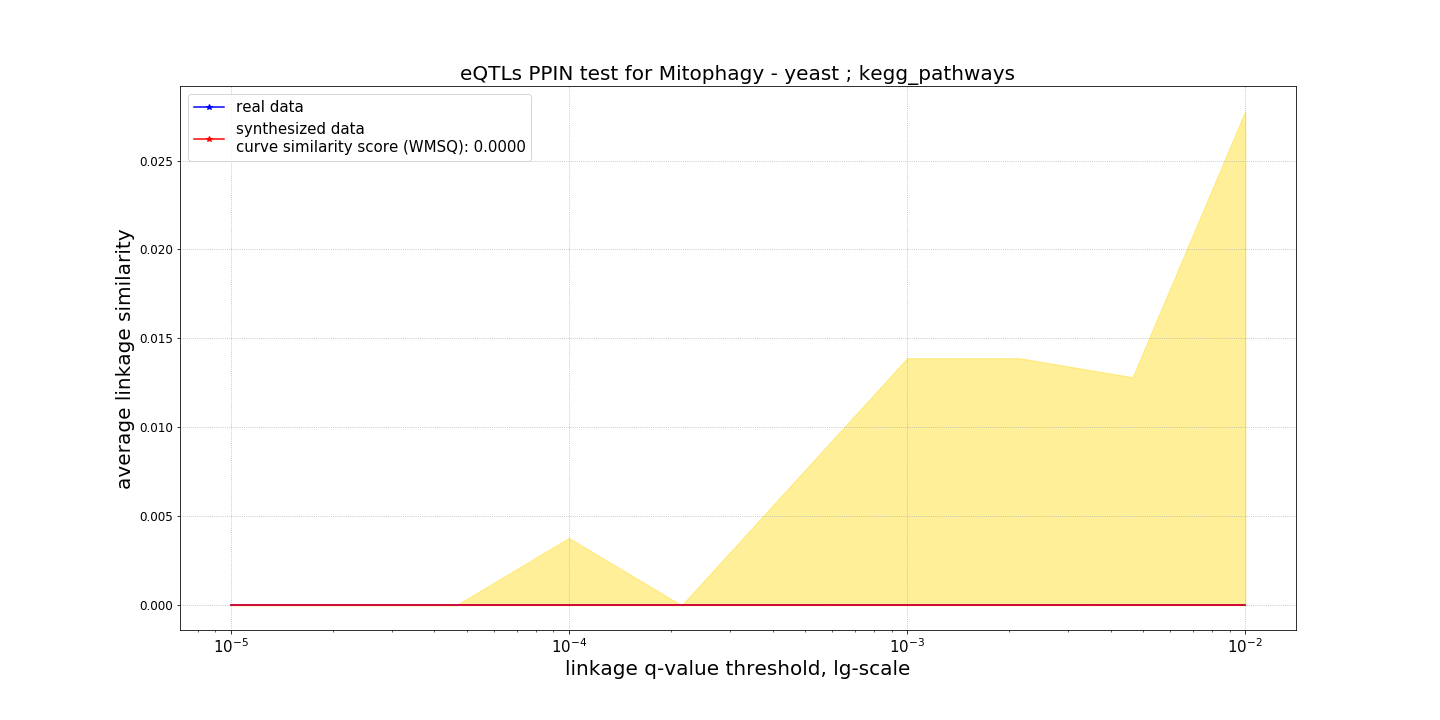 eQTLs PPIN test for Mitophagy - yeast ; kegg_pathways
real data
synthesized data
curve similarity score (WMSQ): 0.0000
average linkage similarity
0.025
0.020
0.015
0.010
0.005
0.000
10⁻⁵ 10⁻⁴ 10⁻³ 10⁻²
linkage q-value threshold, lg-scale